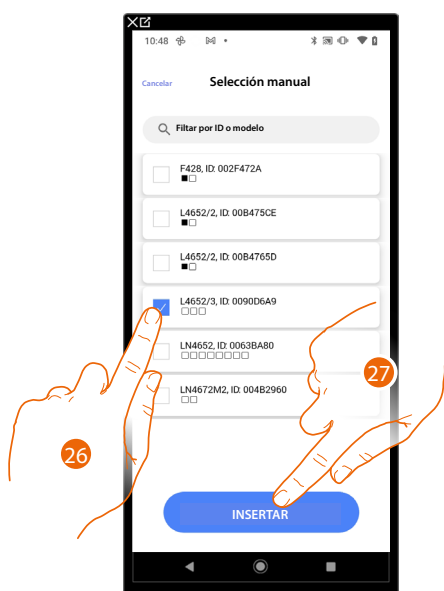 10:48
Cancelar
Selección manual
Filtar por ID o modelo
F428, ID: 002F472A
L4652/2, ID: 00B475CE
L4652/2, ID: 00B4765D
L4652/3, ID: 0090D6A9
LN4652, ID: 0063BA80
LN4672M2, ID: 004B2960
27
26
INSERTAR